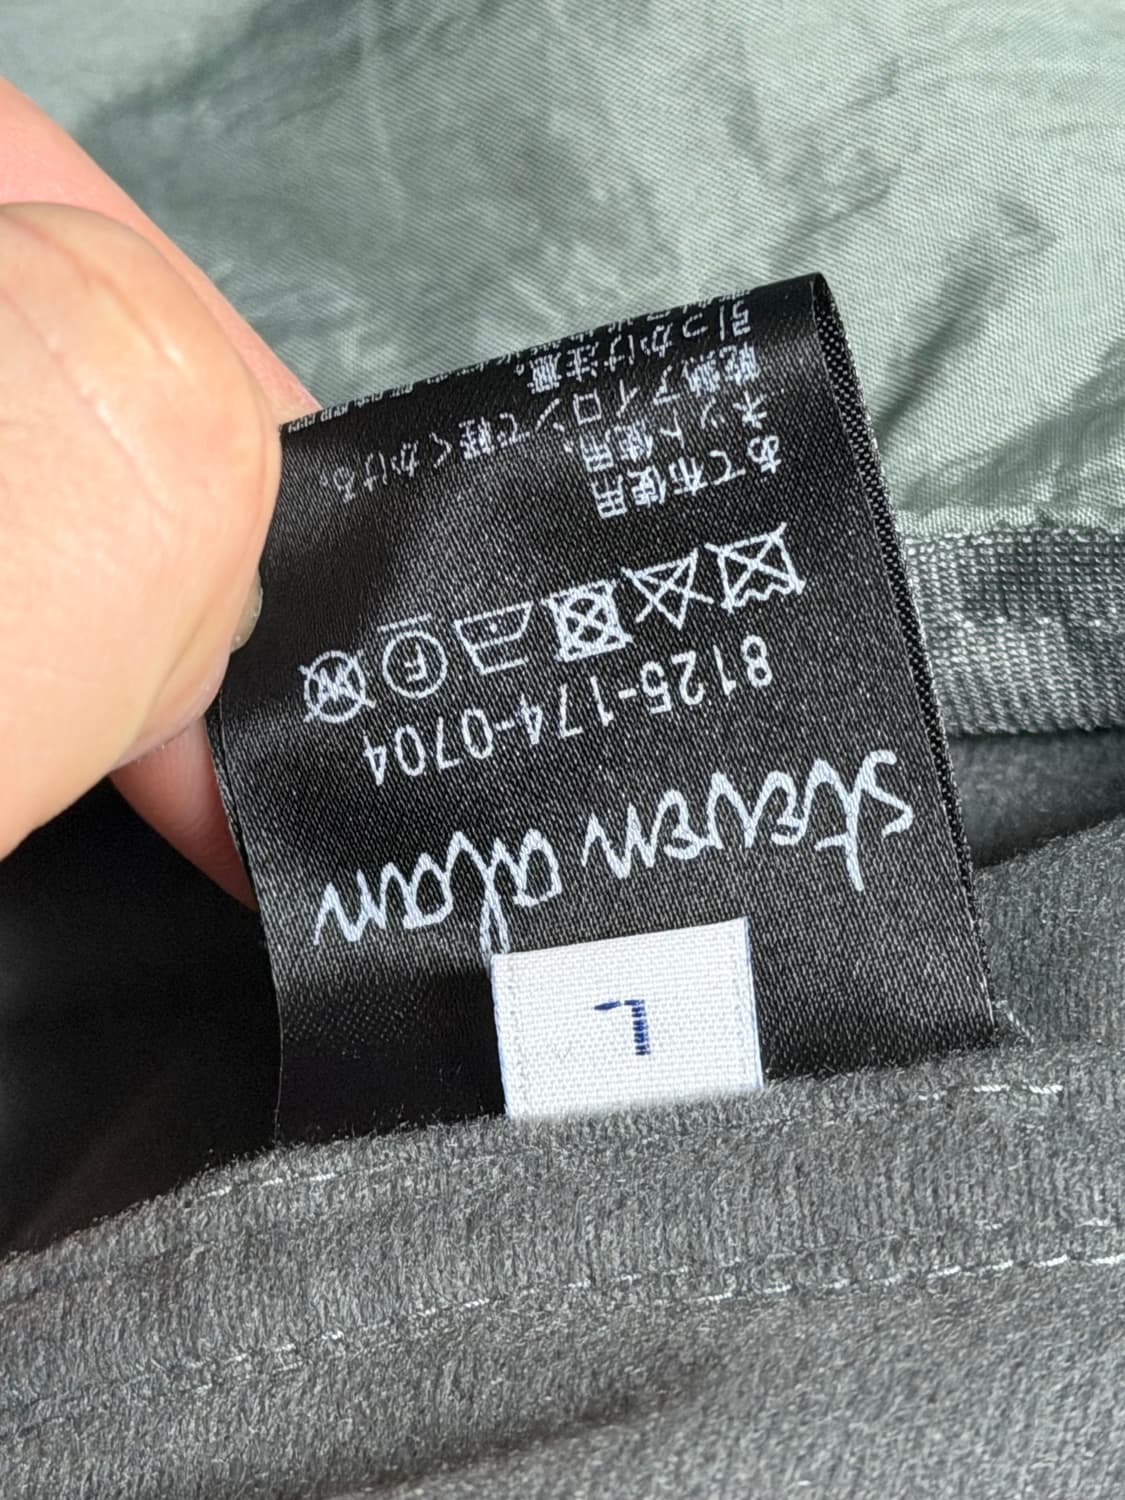 L
steven alan
8125-174-0704
F W
あて布使用
ネット使用。
アイロンで軽くかける。
引っかけ注意。